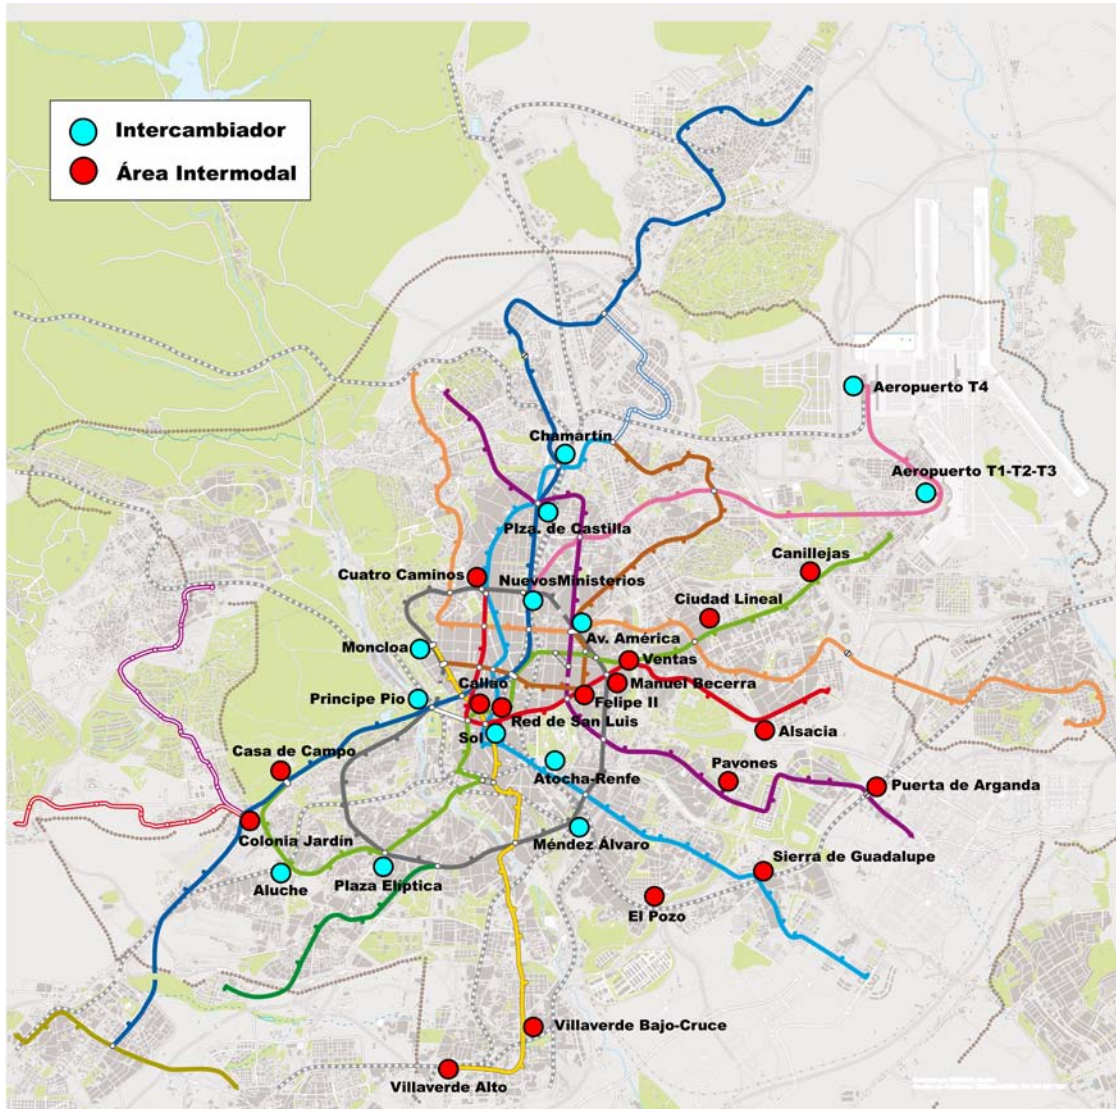 Intercambiador
Área Intermodal
Aeropuerto T4
Chamartín
Aeropuerto T1-T2-T3
Plza. de Castilla
Canillejas
Cuatro Caminos
NuevosMinisterios
Ciudad Lineal
Av. América
Moncloa
Ventas
Callao
Manuel Becerra
Principe Pio
Felipe II
Red de San Luis
Sol
Alsacia
Casa de Campo
Atocha-Renfe
Pavones
Puerta de Arganda
Colonia Jardín
Méndez Álvaro
Sierra de Guadalupe
Aluche
Plaza Elíptica
El Pozo
Villaverde Bajo-Cruce
Villaverde Alto